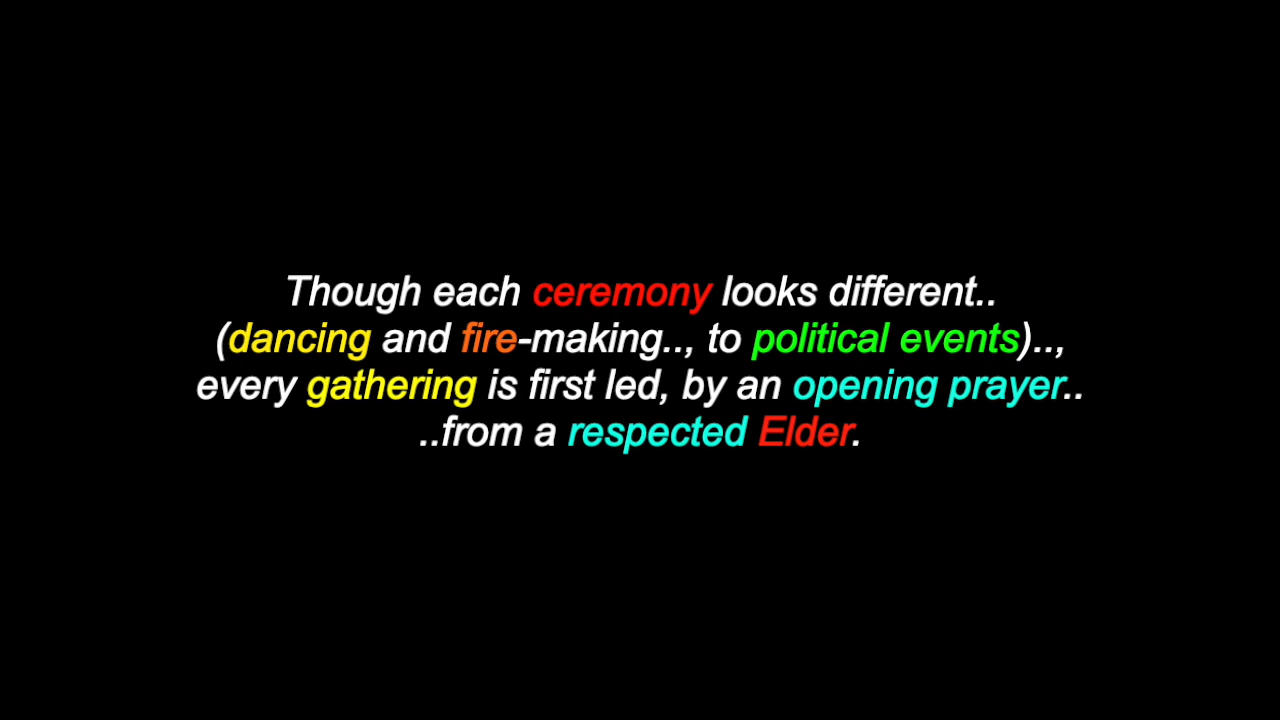 Though each ceremony looks different..
(dancing and fire-making.., to political events)..,
every gathering is first led, by an opening prayer..
..from a respected Elder.